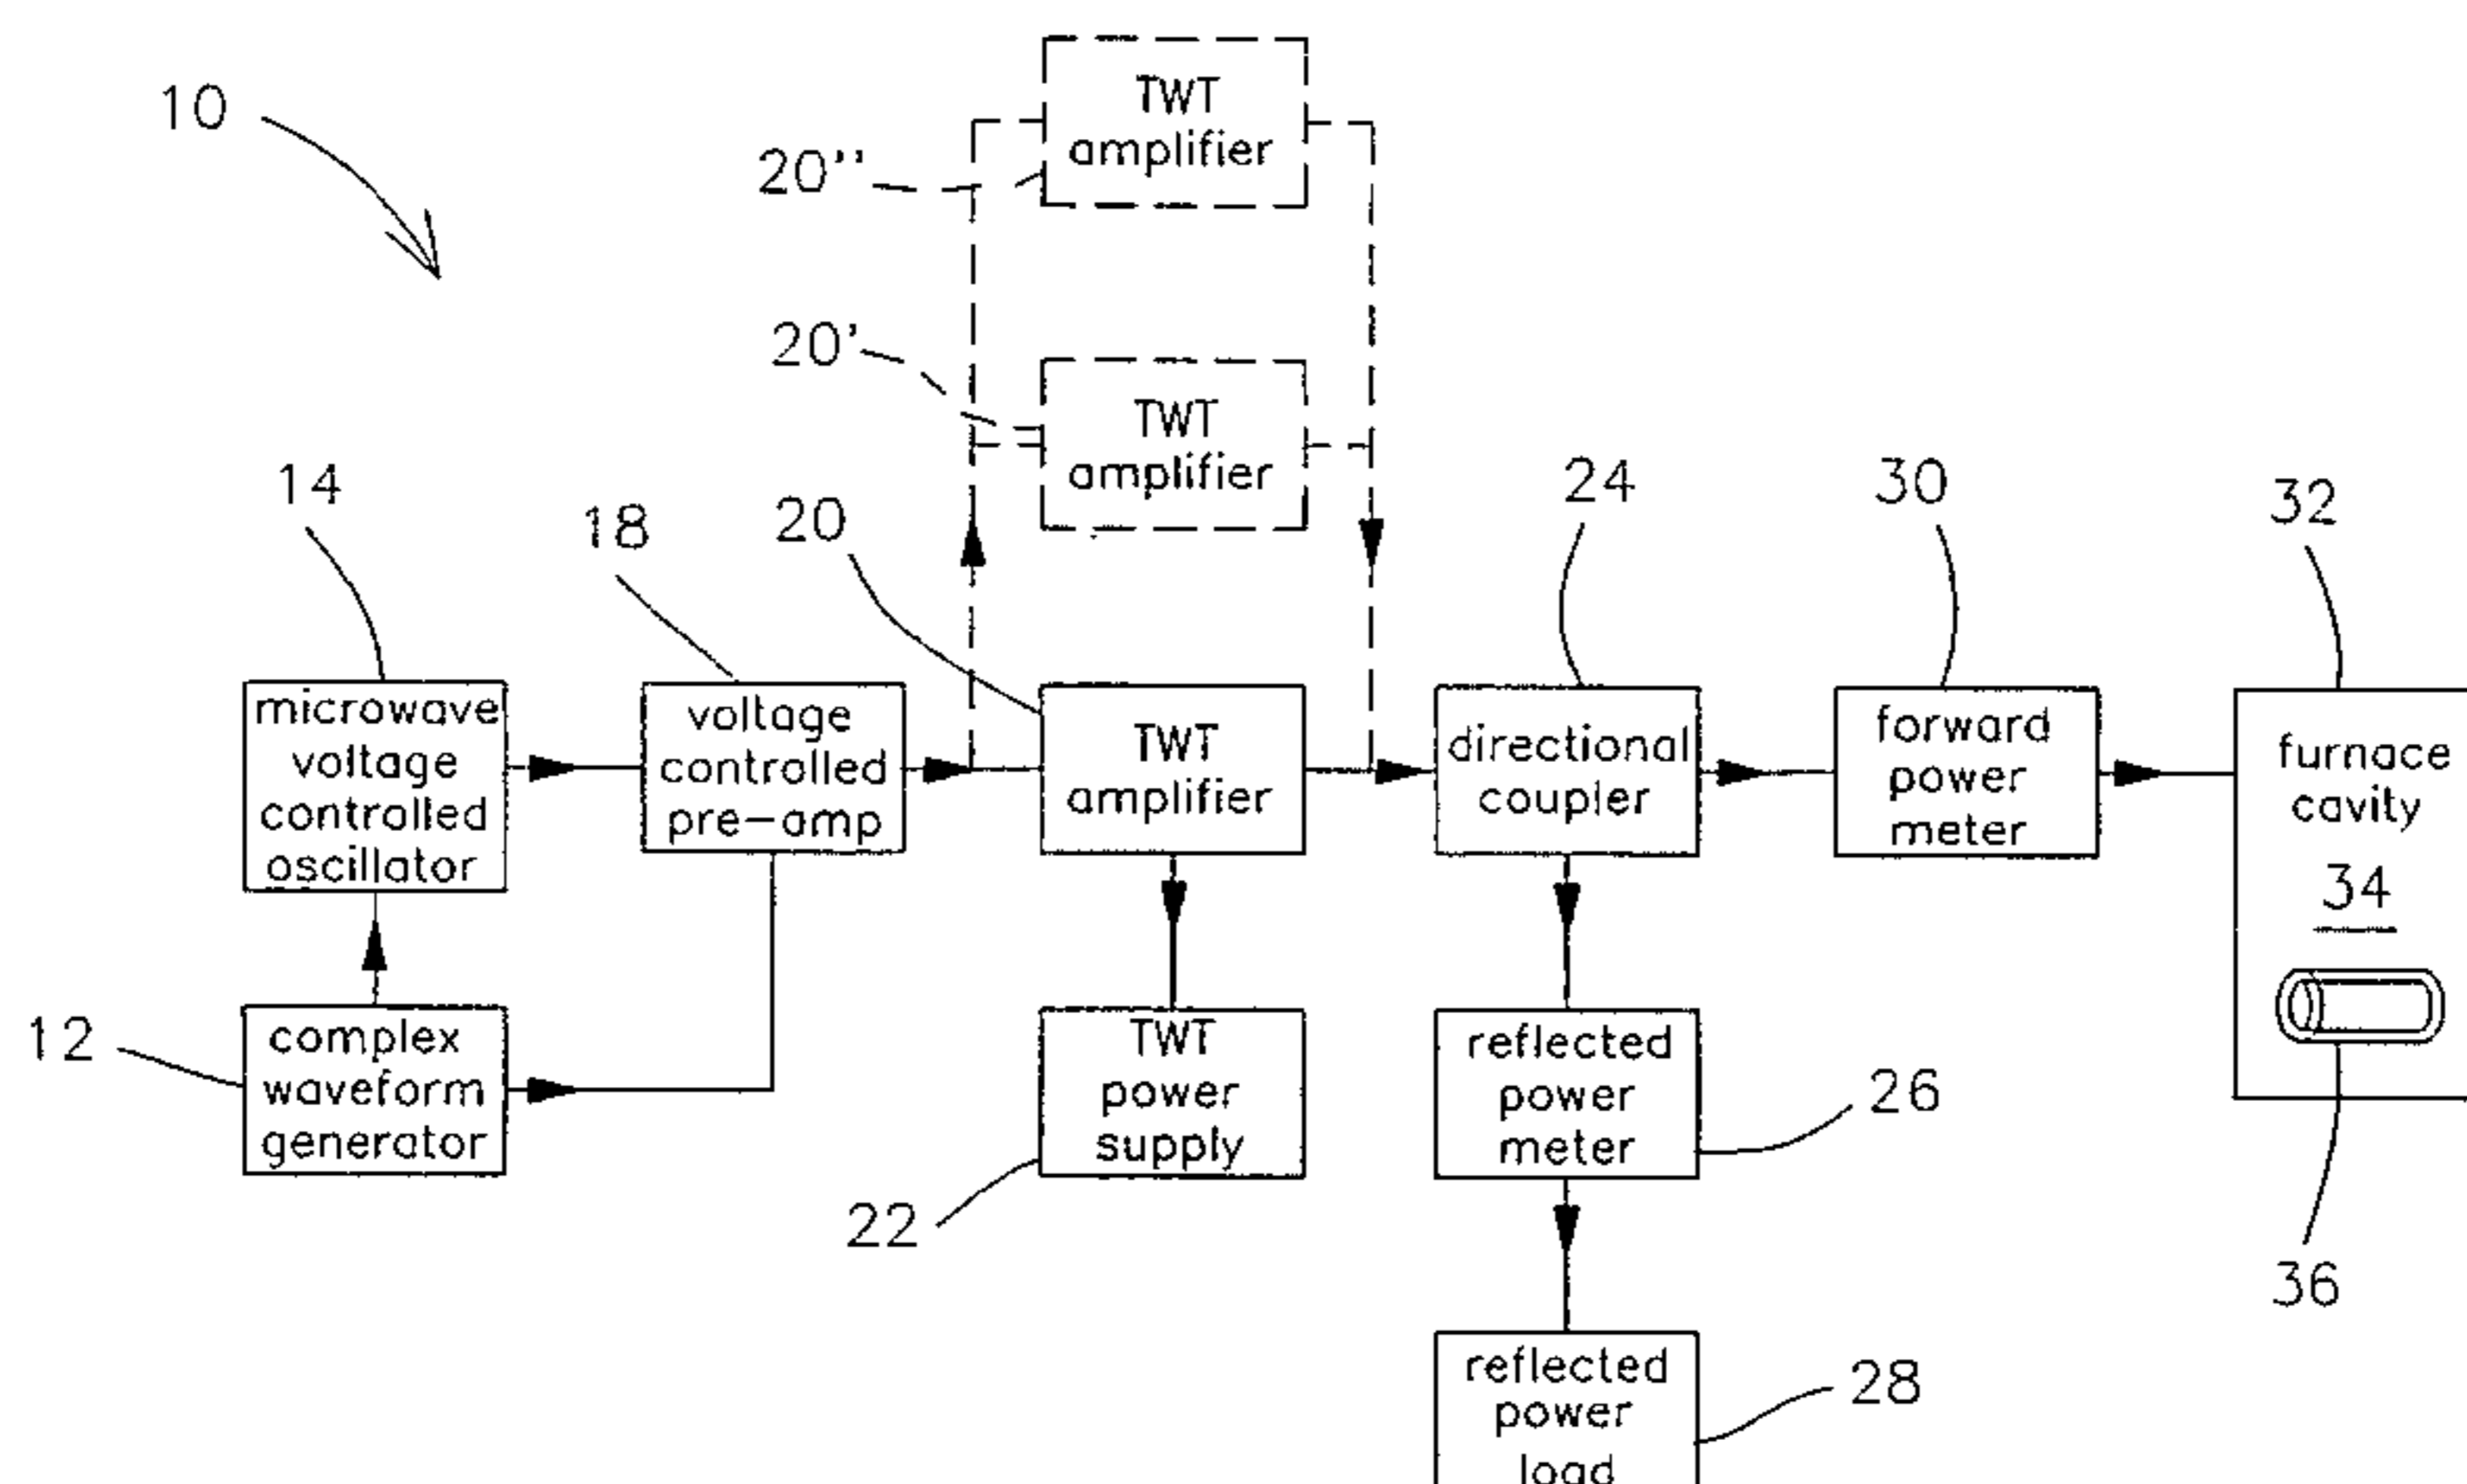 10
TWT
amplifier
20''
20'
TWT
amplifier
14
18
20
24
30
32
microwave
voltage
controlled
oscillator
voltage
controlled
pre-amp
TWT
amplifier
directional
coupler
forward
power
meter
furnace
cavity
34
12
complex
waveform
generator
TWT
power
supply
22
reflected
power
meter
26
36
reflected
power
load
28